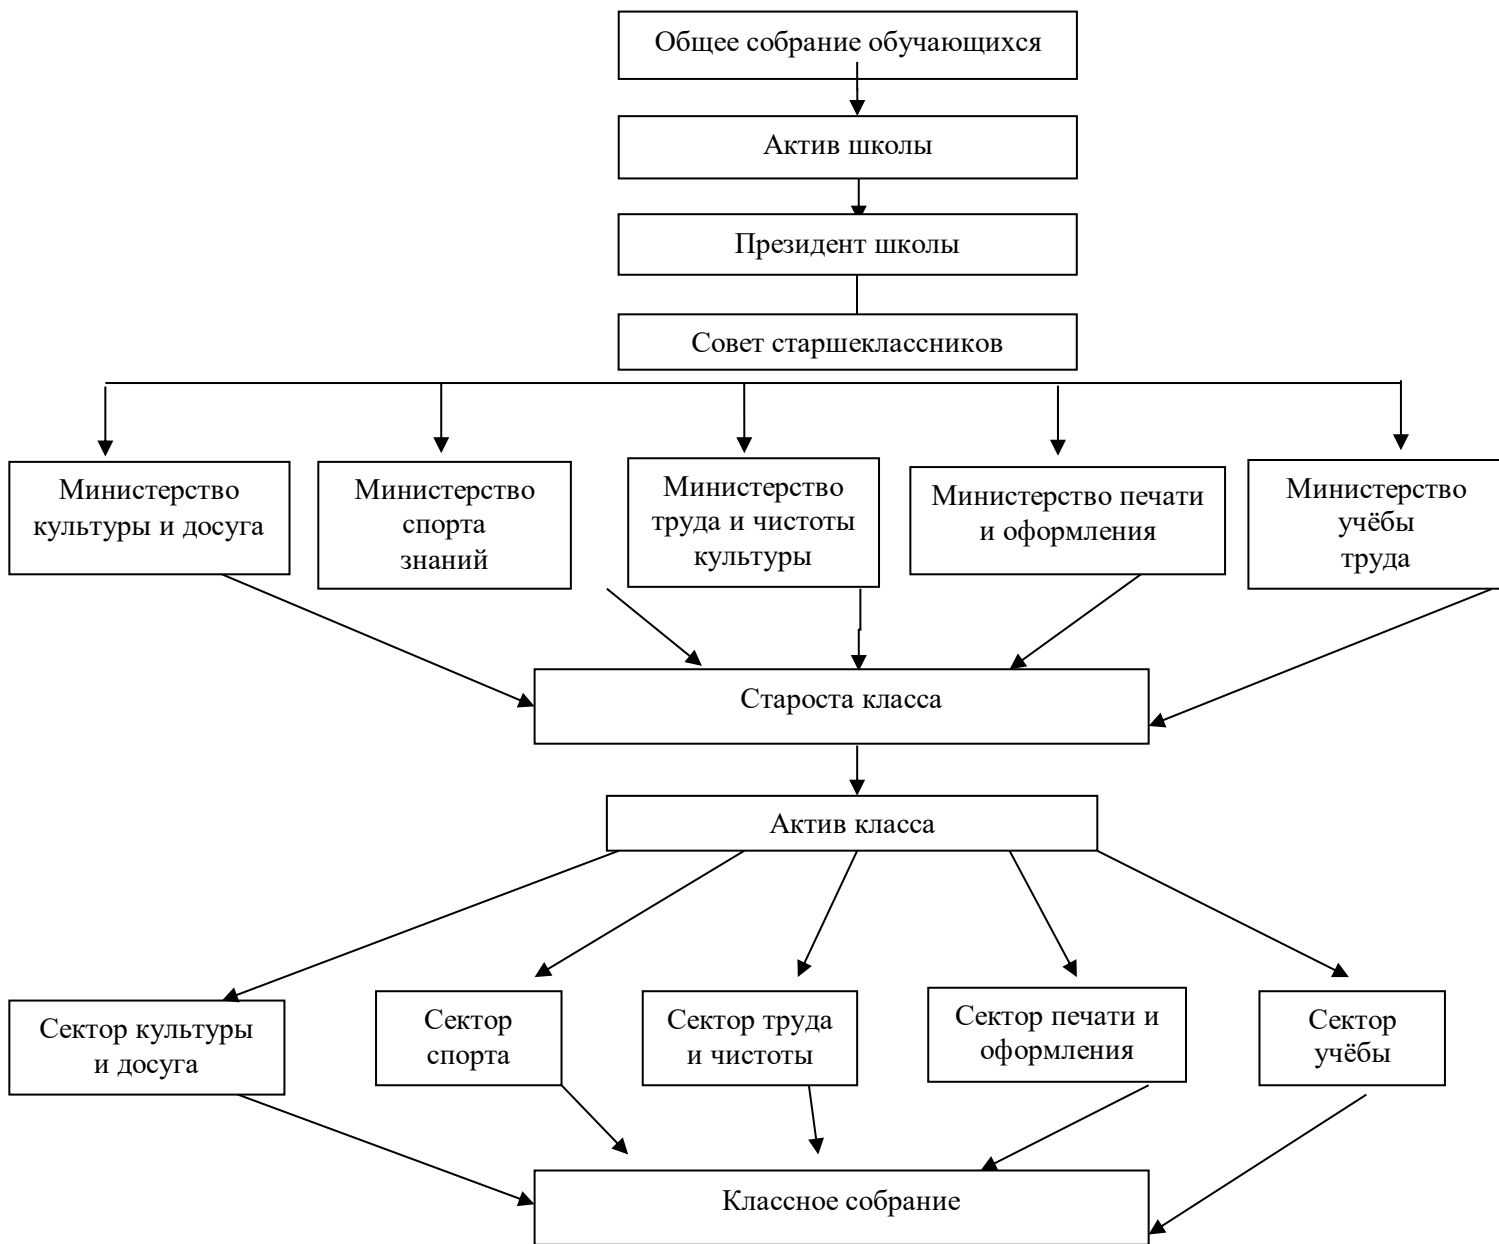 Общее собрание обучающихся
Актив школы
Президент школы
Совет старшеклассников
Министерство
культуры и досуга
Министерство
спорта
знаний
Министерство
труда и чистоты
культуры
Министерство печати
и оформления
Министерство
учёбы
труда
Староста класса
Актив класса
Сектор культуры
и досуга
Сектор
спорта
Сектор труда
и чистоты
Сектор печати и
оформления
Сектор
учёбы
Классное собрание